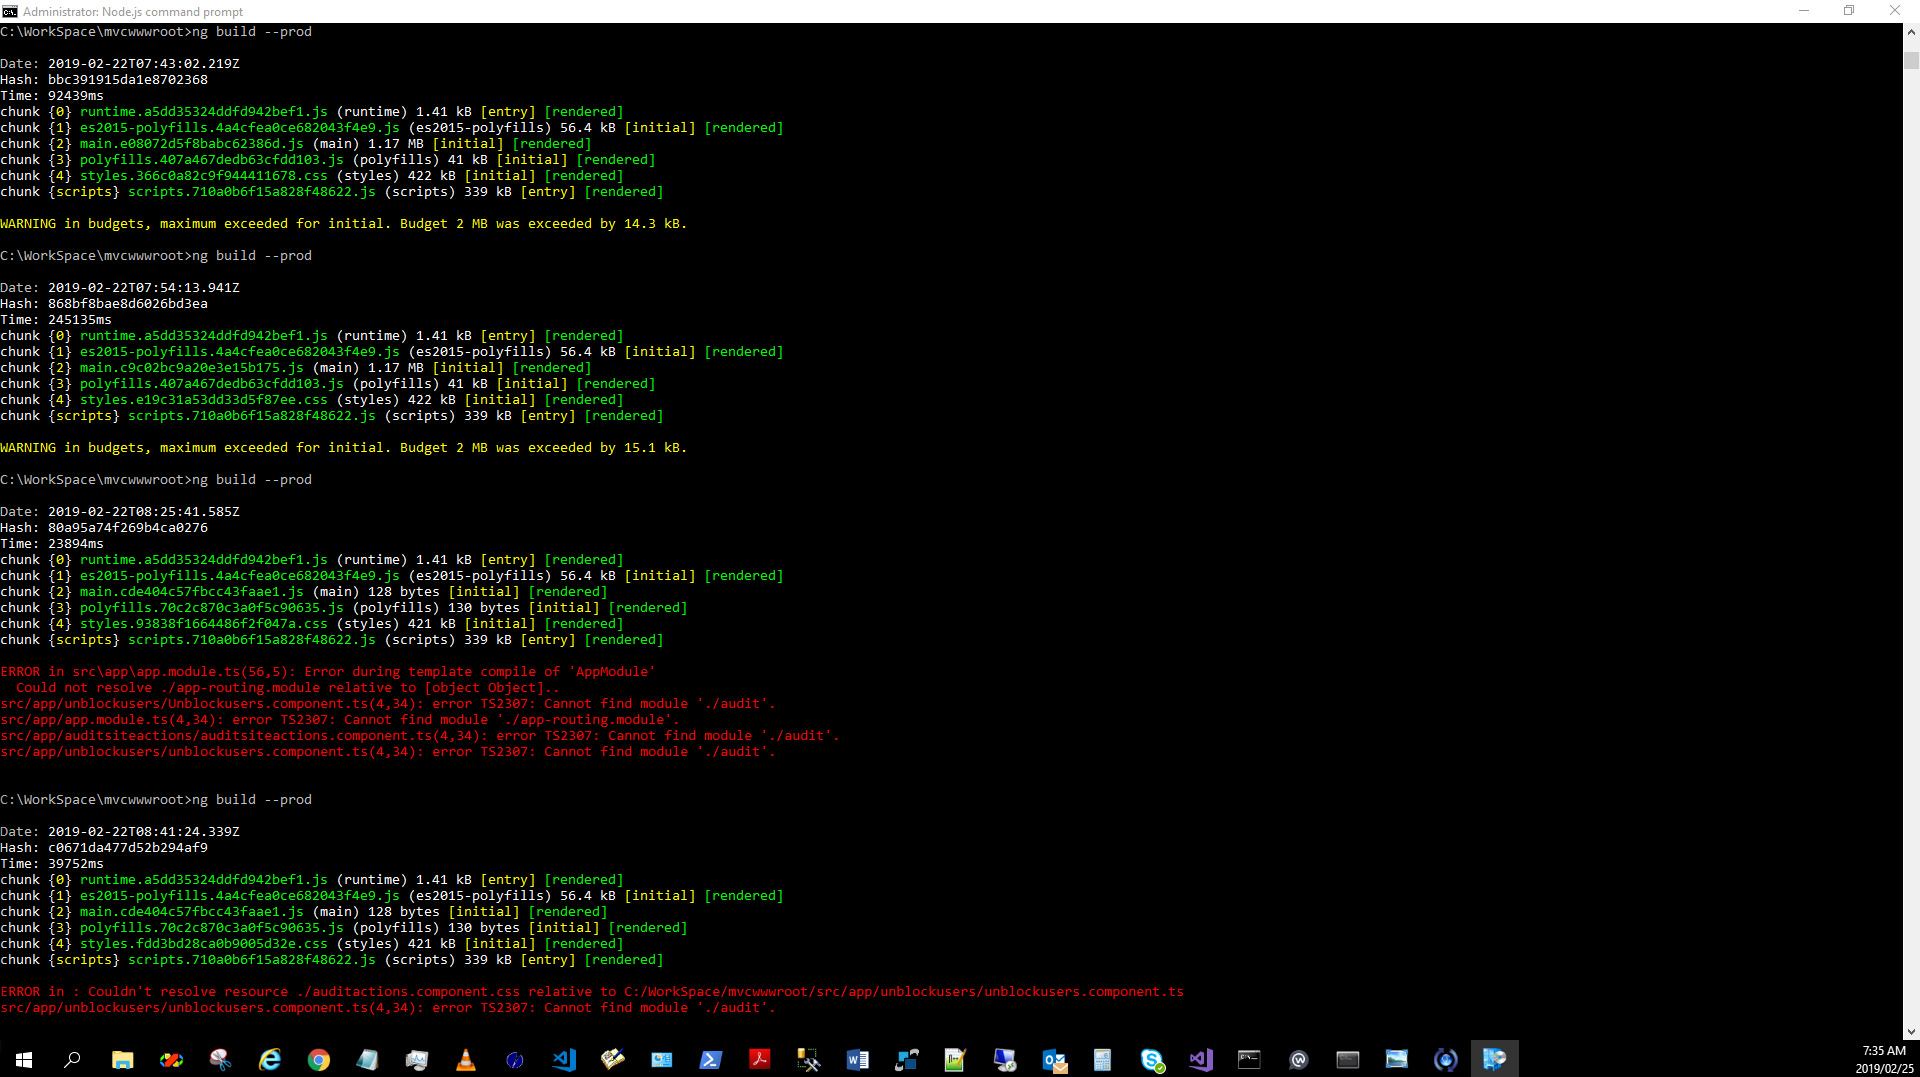 Administrator: Node.js command prompt
C:\WorkSpace\mvcwwwroot>ng build --prod
Date: 2019-02-22T07:43:02.219Z
Hash: bbc391915da1e8702368
Time: 92439ms
chunk {0} runtime.a5dd35324ddfd942bef1.js (runtime) 1.41 kB [entry] [rendered]
chunk {1} es2015-polyfills.4a4cfea0ce682043f4e9.js (es2015-polyfills) 56.4 kB [initial] [rendered]
chunk {2} main.e08072d5f8babc62386d.js (main) 1.17 MB [initial] [rendered]
chunk {3} polyfills.407a467dedb63cfdd103.js (polyfills) 41 kB [initial] [rendered]
chunk {4} styles.366c0a82c9f944411678.css (styles) 422 kB [initial] [rendered]
chunk {scripts} scripts.710a0b6f15a828f48622.js (scripts) 339 kB [entry] [rendered]
WARNING in budgets, maximum exceeded for initial. Budget 2 MB was exceeded by 14.3 kB.
C:\WorkSpace\mvcwwwroot>ng build --prod
Date: 2019-02-22T07:54:13.941Z
Hash: 868bf8bae8d6026bd3ea
Time: 245135ms
chunk {0} runtime.a5dd35324ddfd942bef1.js (runtime) 1.41 kB [entry] [rendered]
chunk {1} es2015-polyfills.4a4cfea0ce682043f4e9.js (es2015-polyfills) 56.4 kB [initial] [rendered]
chunk {2} main.c9c02bc9a20e3e15b175.js (main) 1.17 MB [initial] [rendered]
chunk {3} polyfills.407a467dedb63cfdd103.js (polyfills) 41 kB [initial] [rendered]
chunk {4} styles.e19c31a53dd33d5f87ee.css (styles) 422 kB [initial] [rendered]
chunk {scripts} scripts.710a0b6f15a828f48622.js (scripts) 339 kB [entry] [rendered]
WARNING in budgets, maximum exceeded for initial. Budget 2 MB was exceeded by 15.1 kB.
C:\WorkSpace\mvcwwwroot>ng build --prod
Date: 2019-02-22T08:25:41.585Z
Hash: 80a95a74f269b4ca0276
Time: 23894ms
chunk {0} runtime.a5dd35324ddfd942bef1.js (runtime) 1.41 kB [entry] [rendered]
chunk {1} es2015-polyfills.4a4cfea0ce682043f4e9.js (es2015-polyfills) 56.4 kB [initial] [rendered]
chunk {2} main.cde404c57fbcc43faae1.js (main) 128 bytes [initial] [rendered]
chunk {3} polyfills.70c2c870c3a0f5c90635.js (polyfills) 130 bytes [initial] [rendered]
chunk {4} styles.93838f1664486f2f047a.css (styles) 421 kB [initial] [rendered]
chunk {scripts} scripts.710a0b6f15a828f48622.js (scripts) 339 kB [entry] [rendered]
ERROR in src\app\app.module.ts(56,5): Error during template compile of 'AppModule'
Could not resolve ./app-routing.module relative to [object Object]..
src/app/unblockusers/Unblockusers.component.ts(4,34): error TS2307: Cannot find module './audit'.
src/app/app.module.ts(4,34): error TS2307: Cannot find module './app-routing.module'.
src/app/auditsiteactions/auditsiteactions.component.ts(4,34): error TS2307: Cannot find module './audit'.
src/app/unblockusers/unblockusers.component.ts(4,34): error TS2307: Cannot find module './audit'.
C:\WorkSpace\mvcwwwroot>ng build --prod
Date: 2019-02-22T08:41:24.339Z
Hash: c0671da477d52b294af9
Time: 39752ms
chunk {0} runtime.a5dd35324ddfd942bef1.js (runtime) 1.41 kB [entry] [rendered]
chunk {1} es2015-polyfills.4a4cfea0ce682043f4e9.js (es2015-polyfills) 56.4 kB [initial] [rendered]
chunk {2} main.cde404c57fbcc43faae1.js (main) 128 bytes [initial] [rendered]
chunk {3} polyfills.70c2c870c3a0f5c90635.js (polyfills) 130 bytes [initial] [rendered]
chunk {4} styles.fdd3bd28ca0b9005d32e.css (styles) 421 kB [initial] [rendered]
chunk {scripts} scripts.710a0b6f15a828f48622.js (scripts) 339 kB [entry] [rendered]
ERROR in : Couldn't resolve resource ./auditactions.component.css relative to C:/WorkSpace/mvcwwwroot/src/app/unblockusers/unblockusers.component.ts
src/app/unblockusers/unblockusers.component.ts(4,34): error TS2307: Cannot find module './audit'.
7:35 AM
2019/02/25